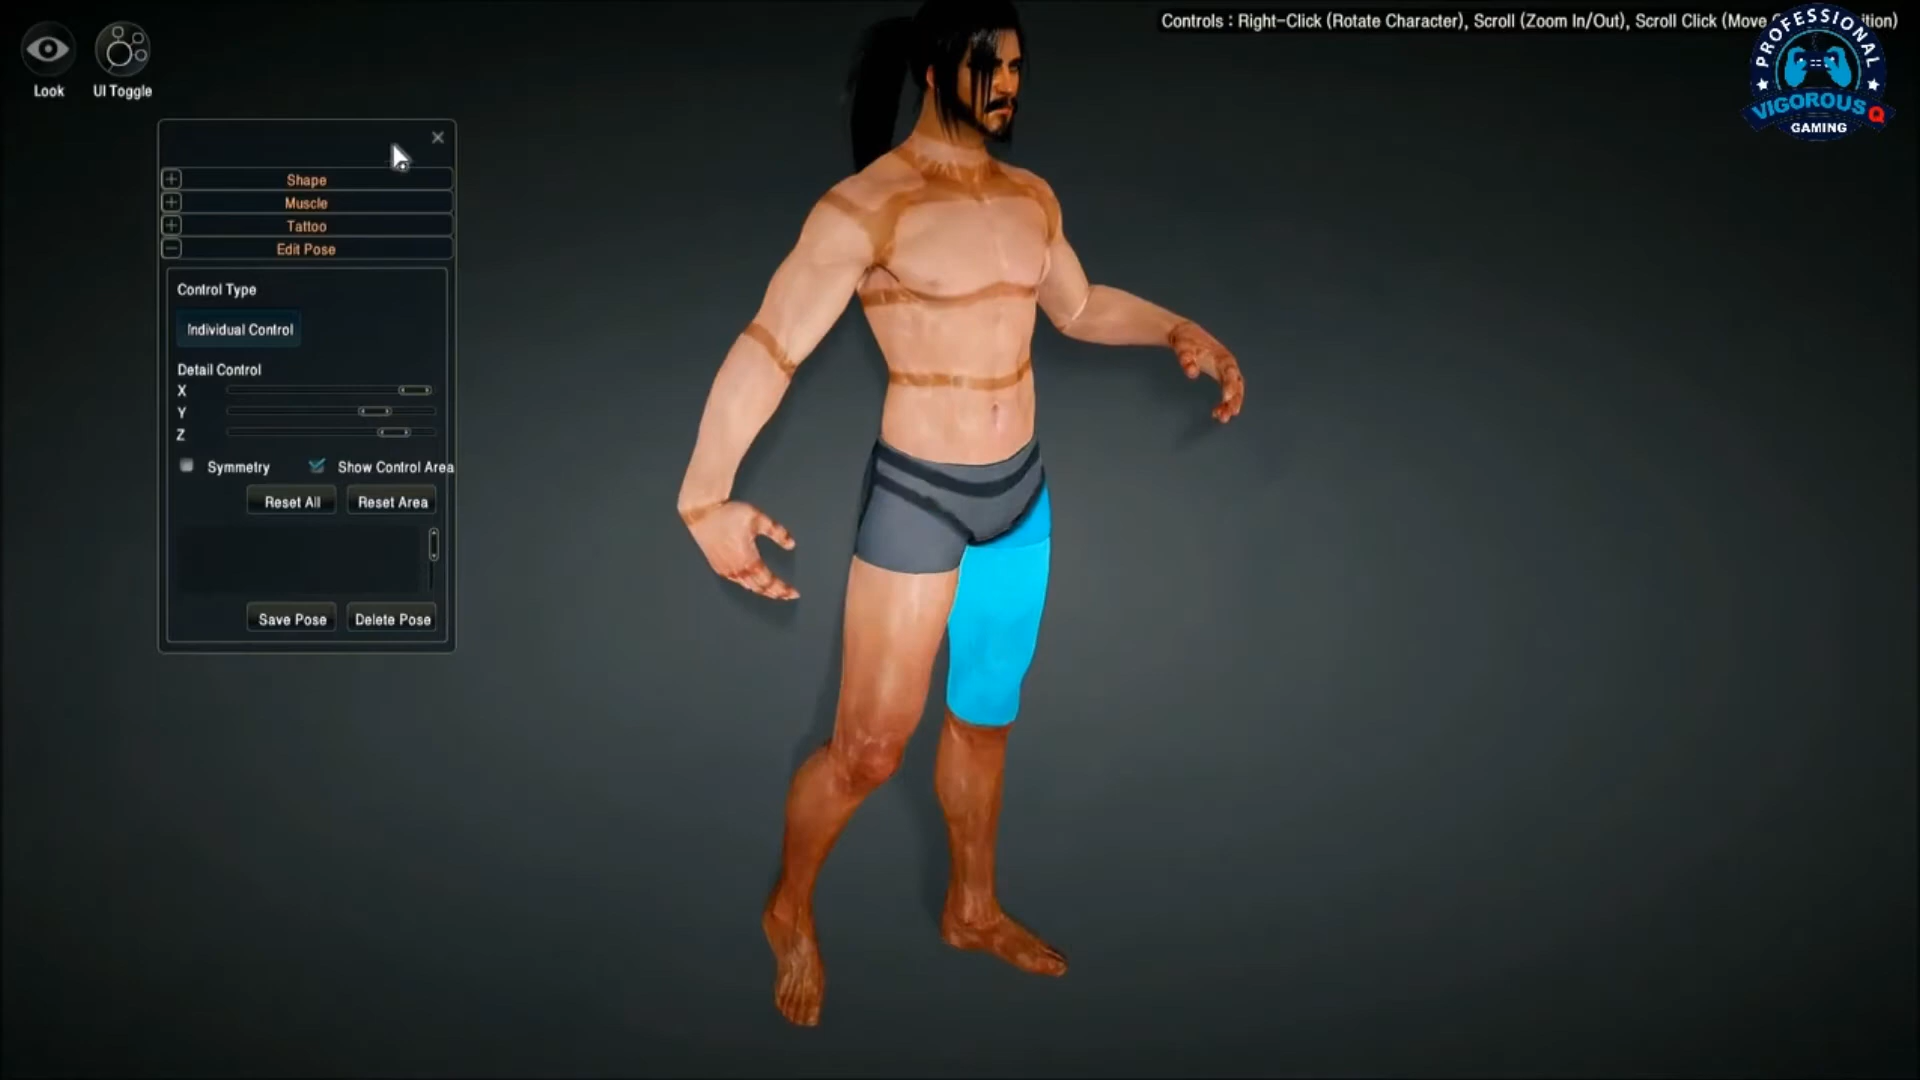 Controls : Right-Click (Rotate Character), Scroll (Zoom In/Out), Scroll Click (Move
PROFESSIONAL
VIGOROUS Q
GAMING
Look
UI Toggle
Shape
Muscle
Tattoo
Edit Pose
Control Type
Individual Control
Detail Control
X
Y
Z
Symmetry
Show Control Area
Reset All
Reset Area
Save Pose
Delete Pose